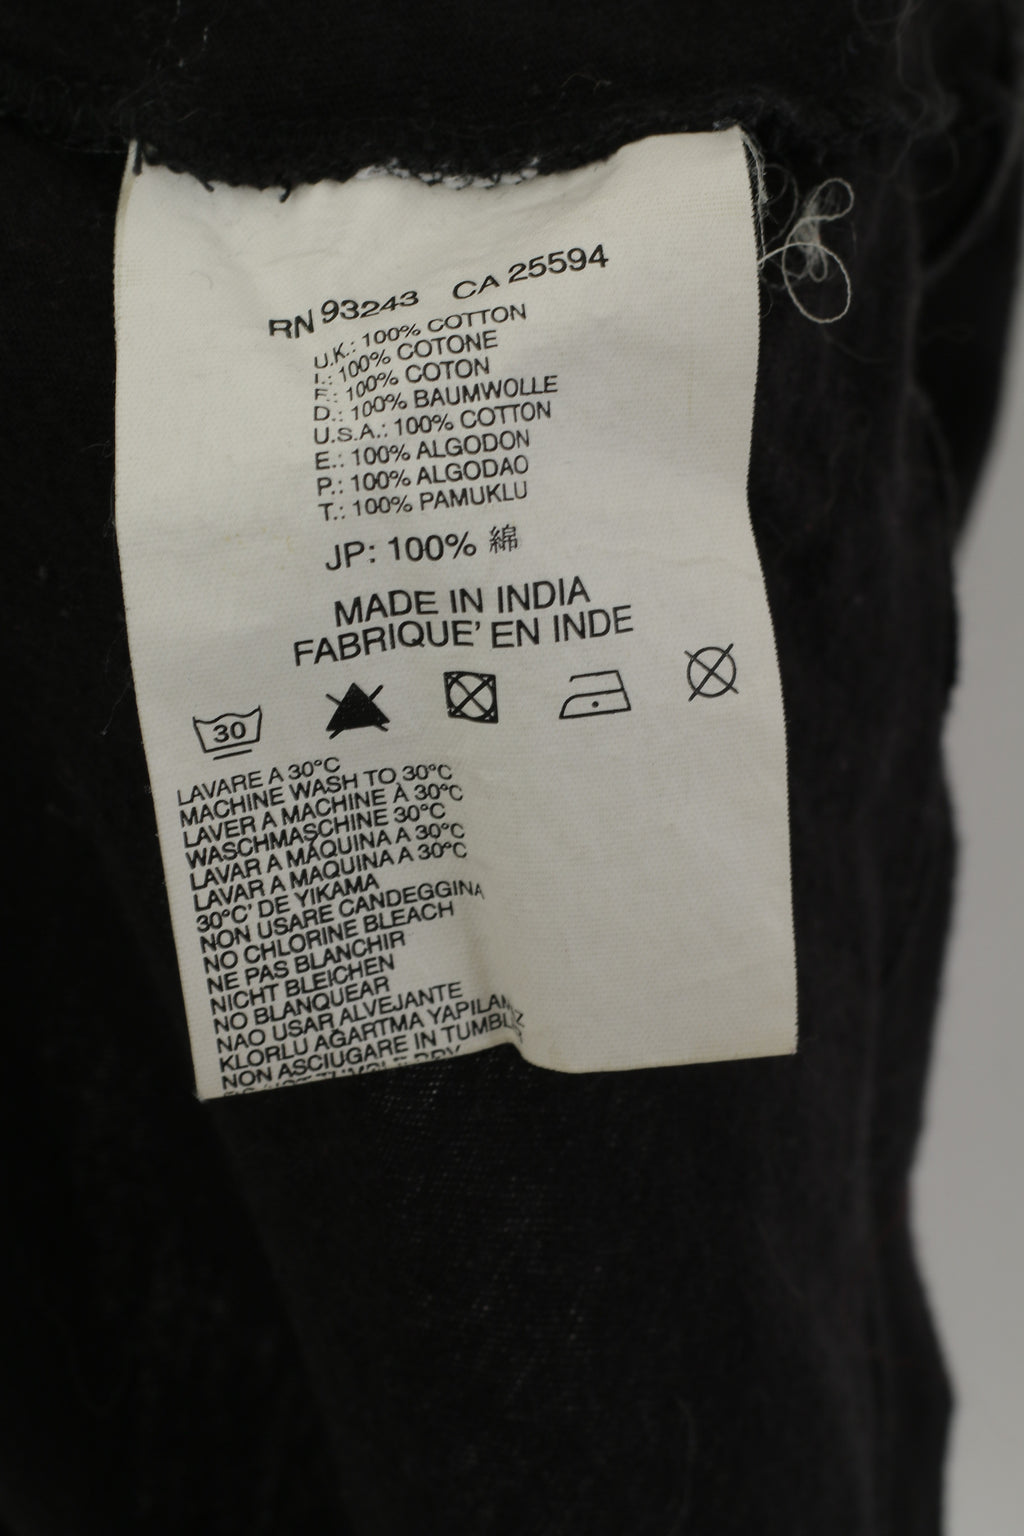 RN 93243 CA 25594
U.K.: 100% COTTON
I.: 100% COTONE
F.: 100% COTON
D.: 100% BAUMWOLLE
U.S.A.: 100% COTTON
E.: 100% ALGODON
P.: 100% ALGODAO
T.: 100% PAMUKLU
JP: 100% 綿
MADE IN INDIA
FABRIQUE' EN INDE
30
LAVARE A 30°C
MACHINE WASH TO 30°C
LAVER A MACHINE À 30°C
WASCHMASCHINE 30°C
LAVAR A MÁQUINA A 30°C
LAVAR A MAQUINA A 30°C
30°C' DE YIKAMA
NON USARE CANDEGGINA
NO CHLORINE BLEACH
NE PAS BLANCHIR
NICHT BLEICHEN
NO BLANQUEAR
NAO USAR ALVEJANTE
KLORLU AĞARTMA
NON ASCIUGARE IN